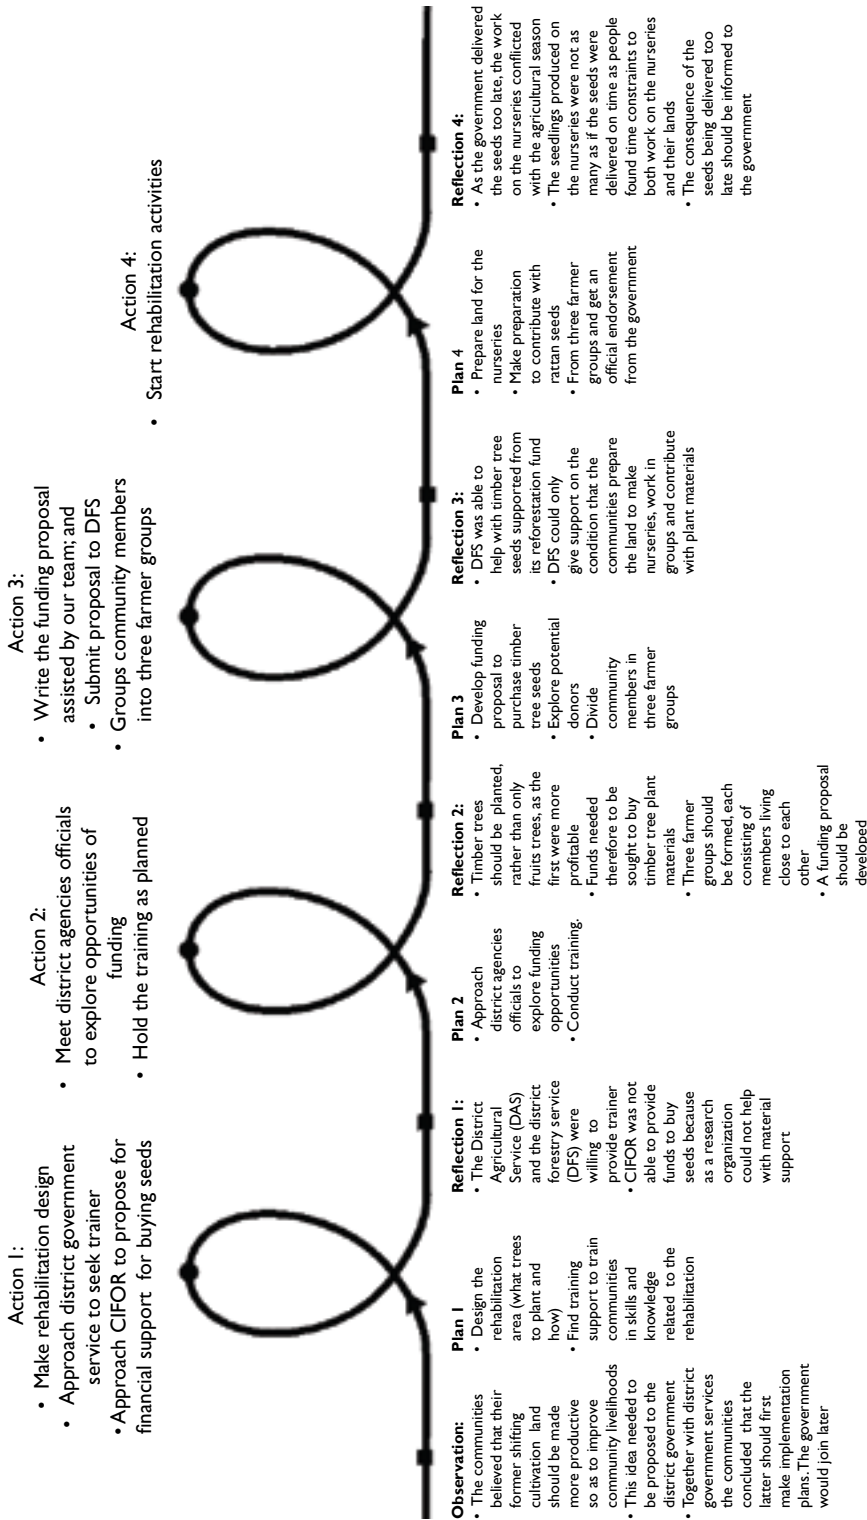 Action 1:
• Make rehabilitation design
• Approach district government
service to seek trainer
• Approach CIFOR to propose for
financial support for buying seeds
Action 2:
• Meet district agencies officials
to explore opportunities of
funding
• Hold the training as planned
Action 3:
• Write the funding proposal
assisted by our team; and
• Submit proposal to DFS
• Groups community members
into three farmer groups
Action 4:
• Start rehabilitation activities
Observation:
• The communities
believed that their
former shifting
cultivation land
should be made
more productive
so as to improve
community livelihoods
• This idea needed to
be proposed to the
district government
• Together with district
government services
the communities
concluded that the
latter should first
make implementation
plans. The government
would join later
Plan 1
• Design the
rehabilitation
area (what trees
to plant and
how)
• Find training
support to train
communities
in skills and
knowledge
related to the
rehabilitation
Reflection 1:
• The District
Agricultural
Service (DAS)
and the district
forestry service
(DFS) were
willing to
provide trainer
• CIFOR was not
able to provide
funds to buy
seeds because
as a research
organization
could not help
with material
support
Plan 2
• Approach
district agencies
officials to
explore funding
opportunities
• Conduct training.
Reflection 2:
• Timber trees
should be planted,
rather than only
fruits trees, as the
first were more
profitable
• Funds needed
therefore to be
sought to buy
timber tree plant
materials
• Three farmer
groups should
be formed, each
consisting of
members living
close to each
other
• A funding proposal
should be
developed
Plan 3
• Develop funding
proposal to
purchase timber
tree seeds
• Explore potential
donors
• Divide
community
members in
three farmer
groups
Reflection 3:
• DFS was able to
help with timber tree
seeds supported from
its reforestation fund
• DFS could only
give support on the
condition that the
communities prepare
the land to make
nurseries, work in
groups and contribute
with plant materials
Plan 4
• Prepare land for the
nurseries
• Make preparation
to contribute with
rattan seeds
• From three farmer
groups and get an
official endorsement
from the government
Reflection 4:
• As the government delivered
the seeds too late, the work
on the nurseries conflicted
with the agricultural season
• The seedlings produced on
the nurseries were not as
many as if the seeds were
delivered on time as people
found time constraints to
both work on the nurseries
and their lands
• The consequence of the
seeds being delivered too
late should be informed to
the government